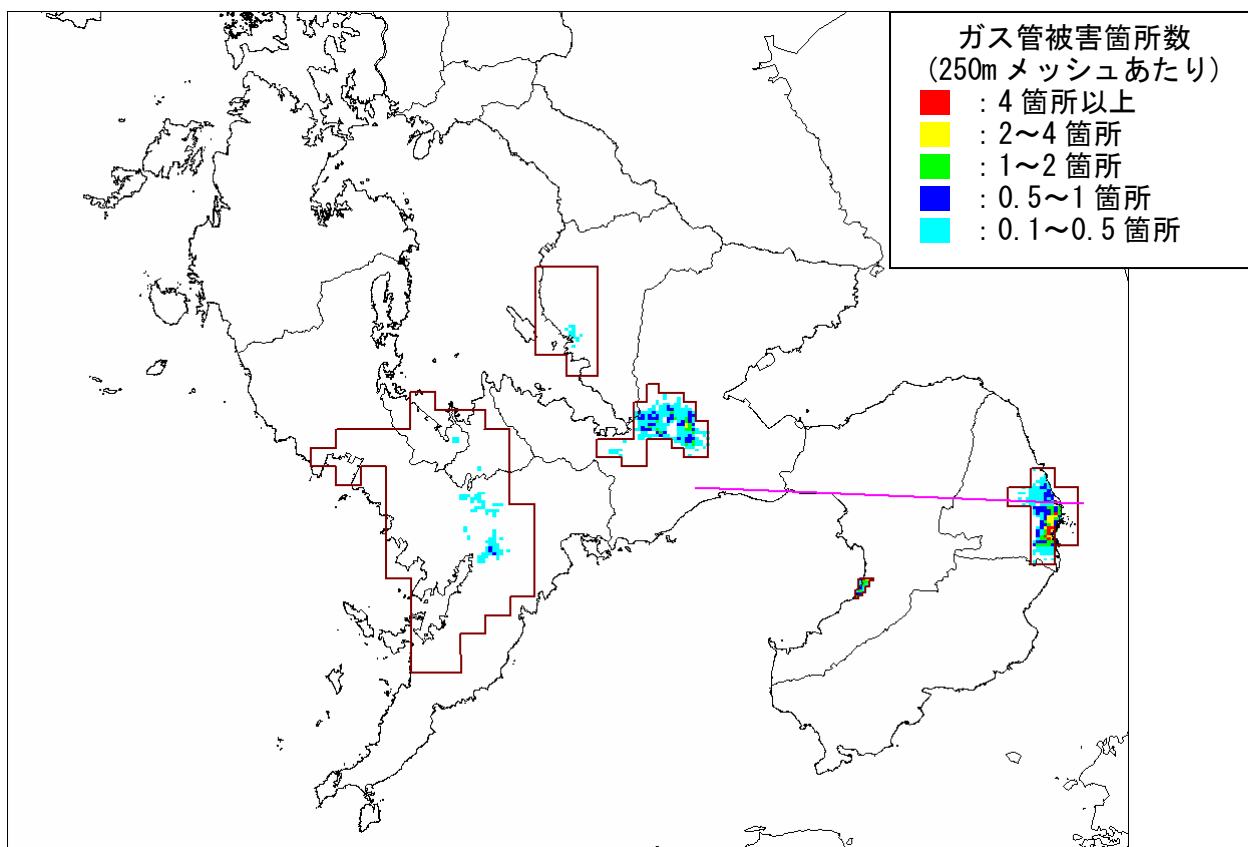 ガス管被害箇所数
(250m メッシュあたり)
：4 箇所以上
：2～4 箇所
：1～2 箇所
：0.5～1 箇所
：0.1～0.5 箇所